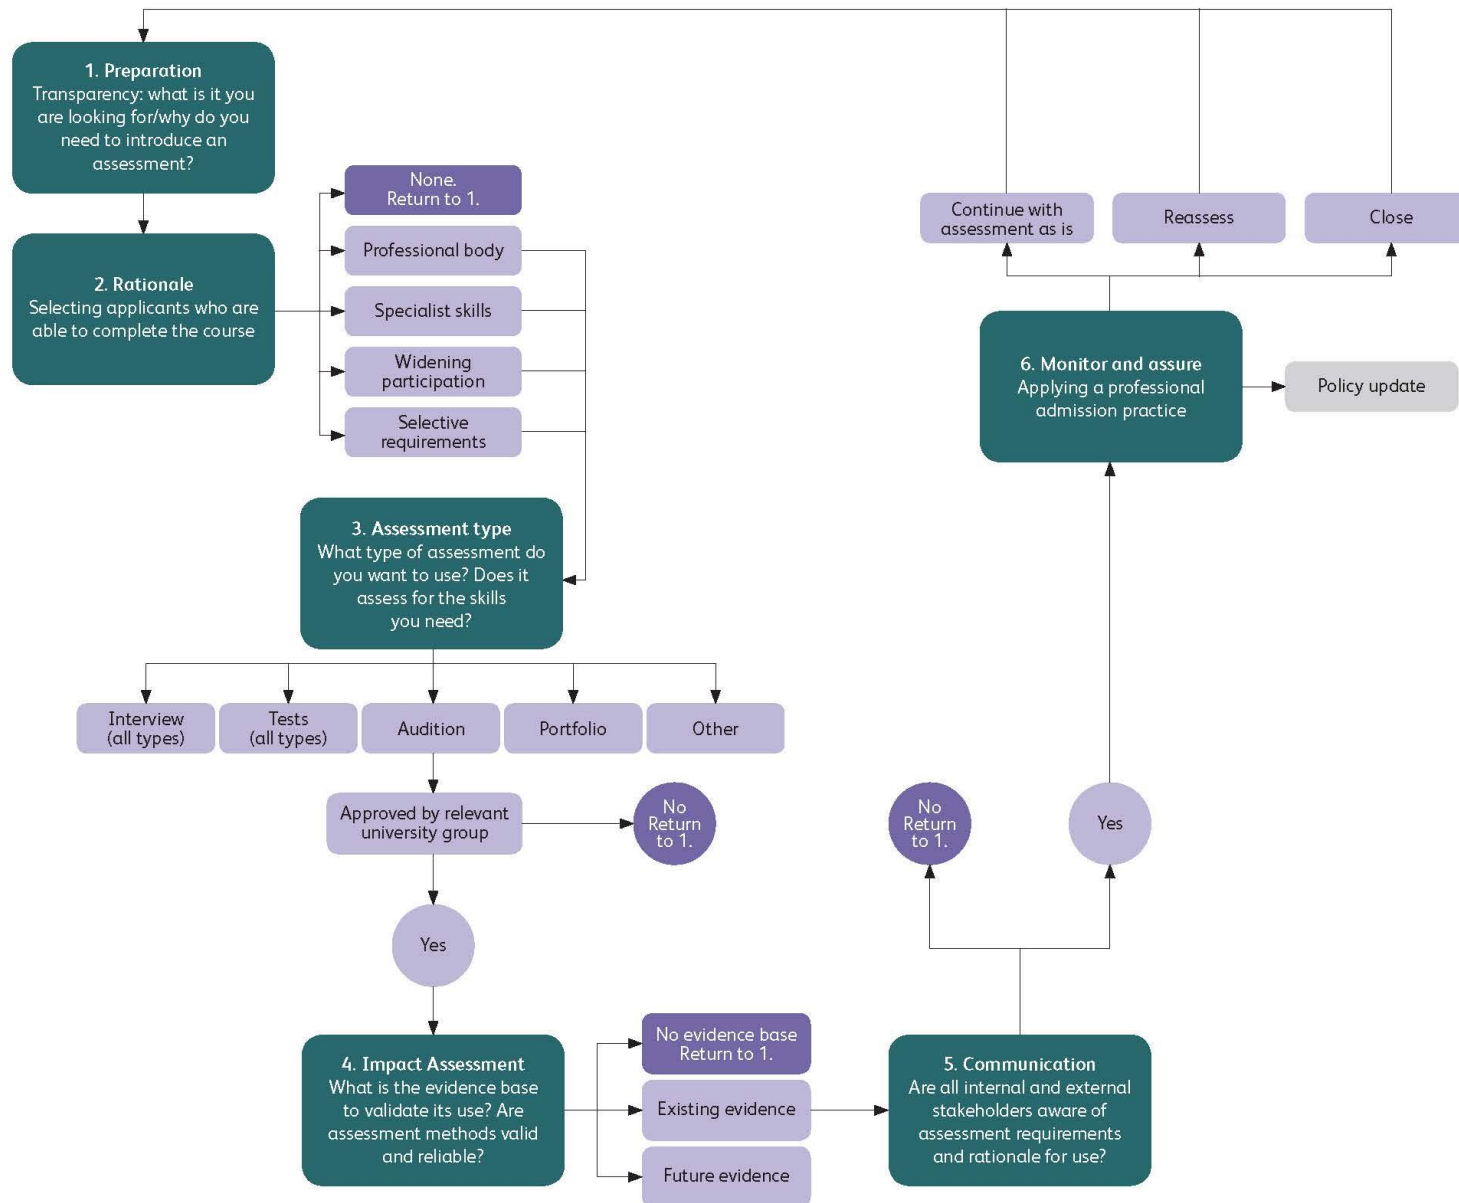 1. Preparation
Transparency: what is it you
are looking for/why do you
need to introduce an
assessment?
2. Rationale
Selecting applicants who are
able to complete the course
None.
Return to 1.
Professional body
Specialist skills
Widening
participation
Selective
requirements
3. Assessment type
What type of assessment do
you want to use? Does it
assess for the skills
you need?
Interview
(all types)
Tests
(all types)
Audition
Portfolio
Other
Approved by relevant
university group
No
Return
to 1.
Yes
4. Impact Assessment
What is the evidence base
to validate its use? Are
assessment methods valid
and reliable?
No evidence base
Return to 1.
Existing evidence
Future evidence
5. Communication
Are all internal and external
stakeholders aware of
assessment requirements
and rationale for use?
No
Return
to 1.
Yes
6. Monitor and assure
Applying a professional
admission practice
Policy update
Continue with
assessment as is
Reassess
Close